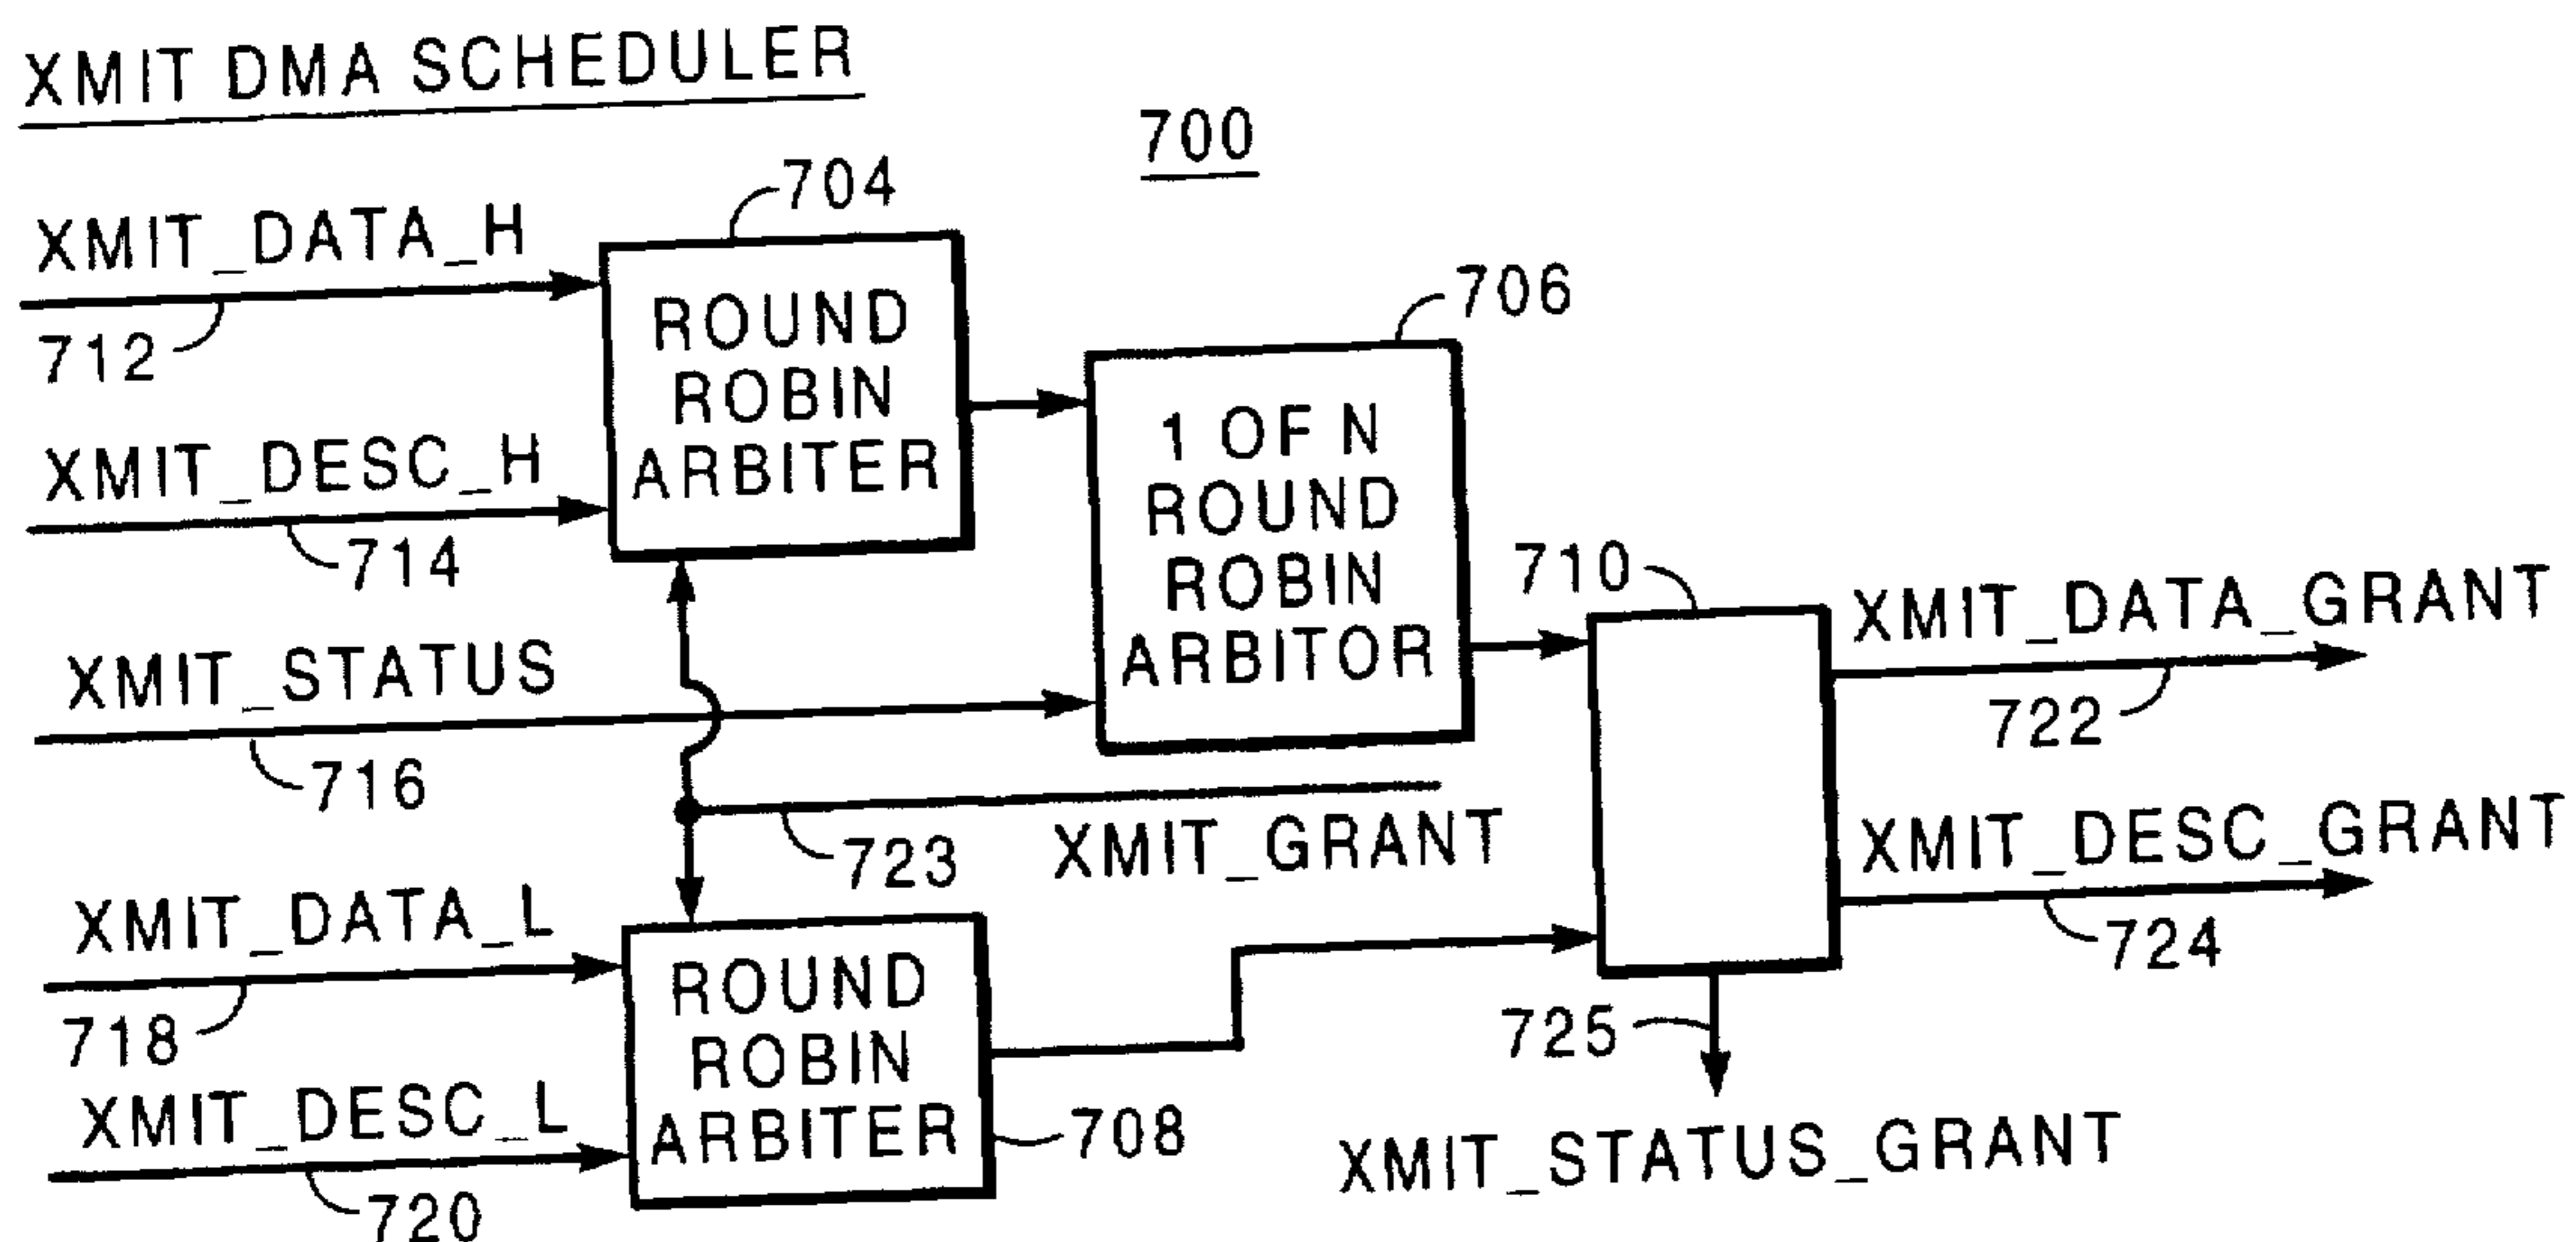 XMIT DMA SCHEDULER
700
704
XMIT_DATA_H
712
ROUND
ROBIN
ARBITER
706
XMIT_DESC_H
714
1 OF N
ROUND
ROBIN
ARBITOR
710
XMIT_DATA_GRANT
722
XMIT_STATUS
716
723
XMIT_GRANT
XMIT_DESC_GRANT
724
XMIT_DATA_L
718
ROUND
ROBIN
ARBITER
708
725
XMIT_STATUS_GRANT
XMIT_DESC_L
720